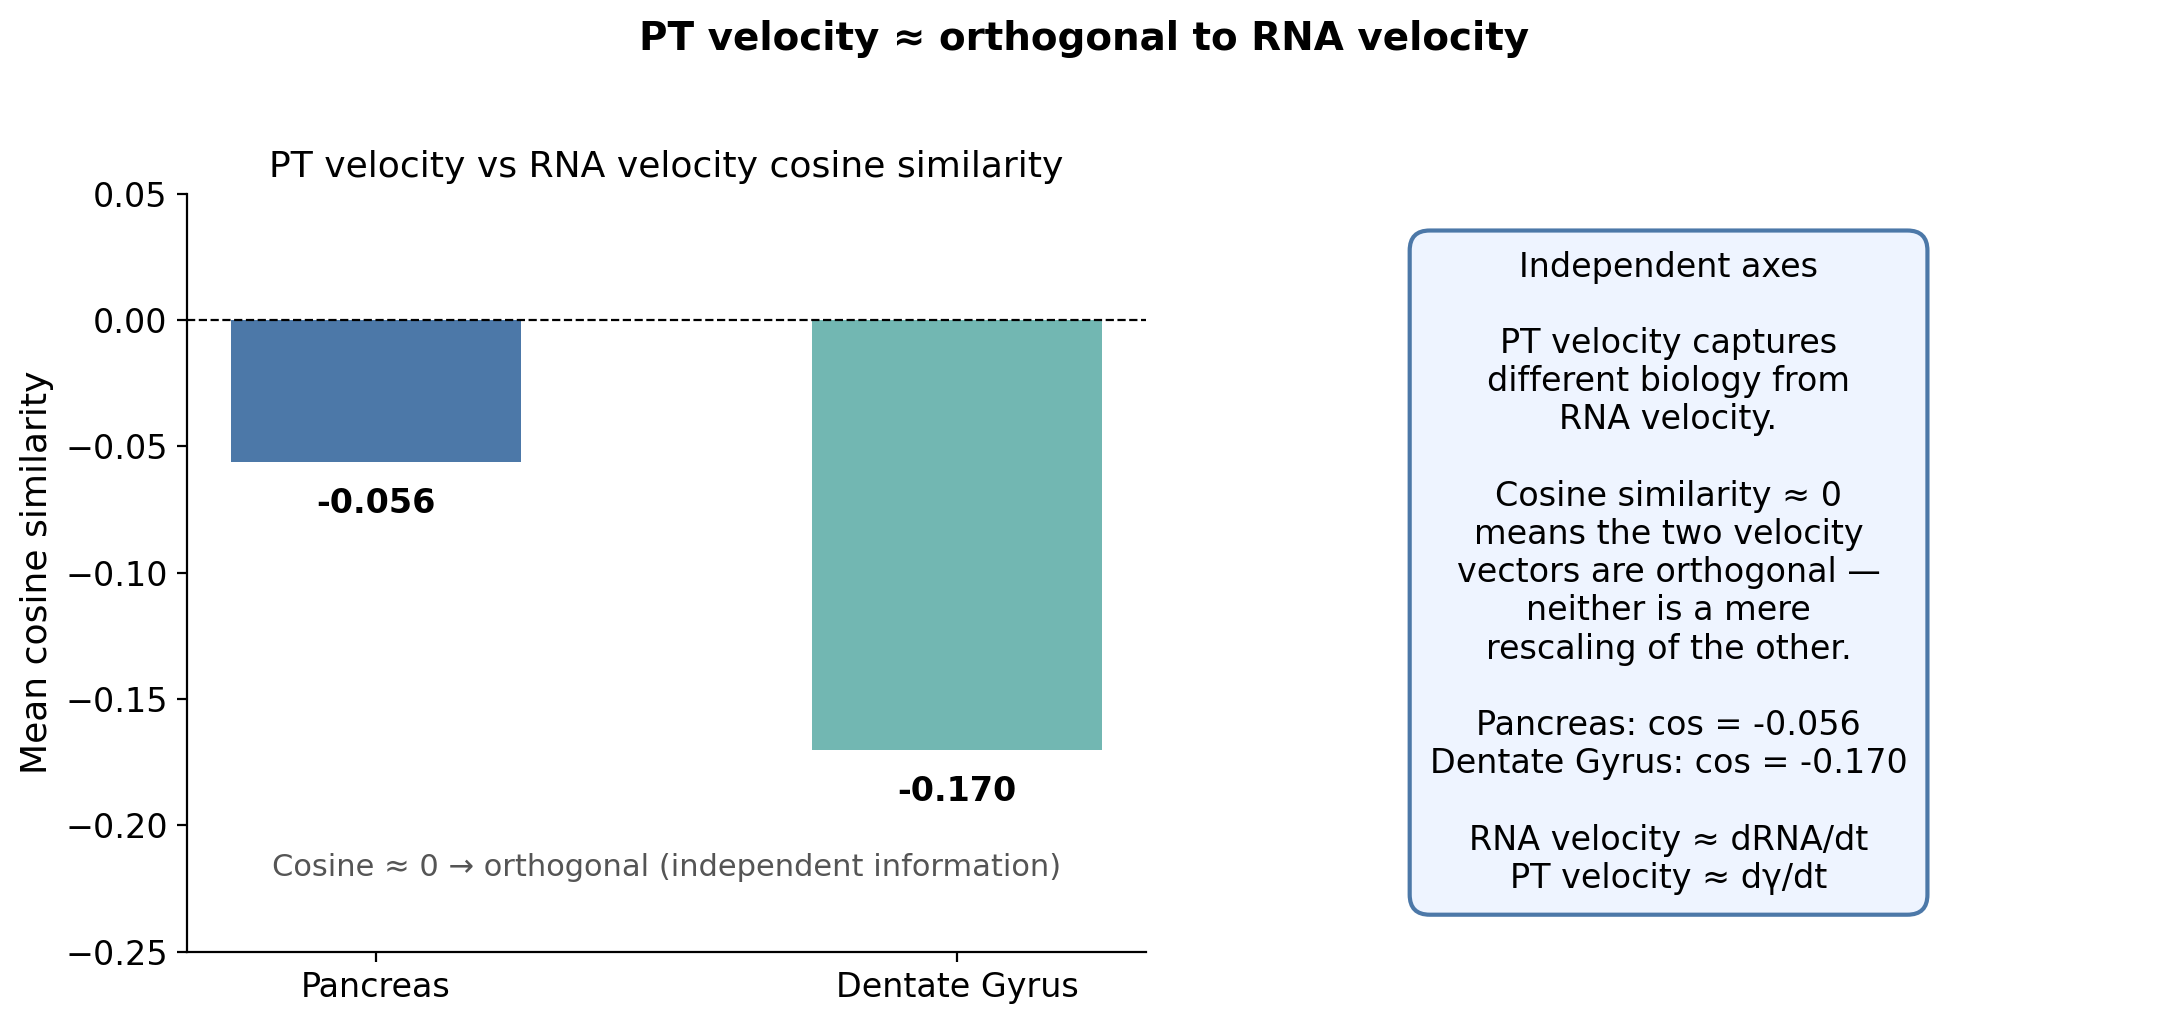 PT velocity ≈ orthogonal to RNA velocity
PT velocity vs RNA velocity cosine similarity
Mean cosine similarity
0.05
0.00
−0.05
−0.10
−0.15
−0.20
−0.25
-0.056
-0.170
Cosine ≈ 0 → orthogonal (independent information)
Pancreas
Dentate Gyrus
Independent axes
PT velocity captures
different biology from
RNA velocity.
Cosine similarity ≈ 0
means the two velocity
vectors are orthogonal —
neither is a mere
rescaling of the other.
Pancreas: cos = -0.056
Dentate Gyrus: cos = -0.170
RNA velocity ≈ dRNA/dt
PT velocity ≈ dγ/dt